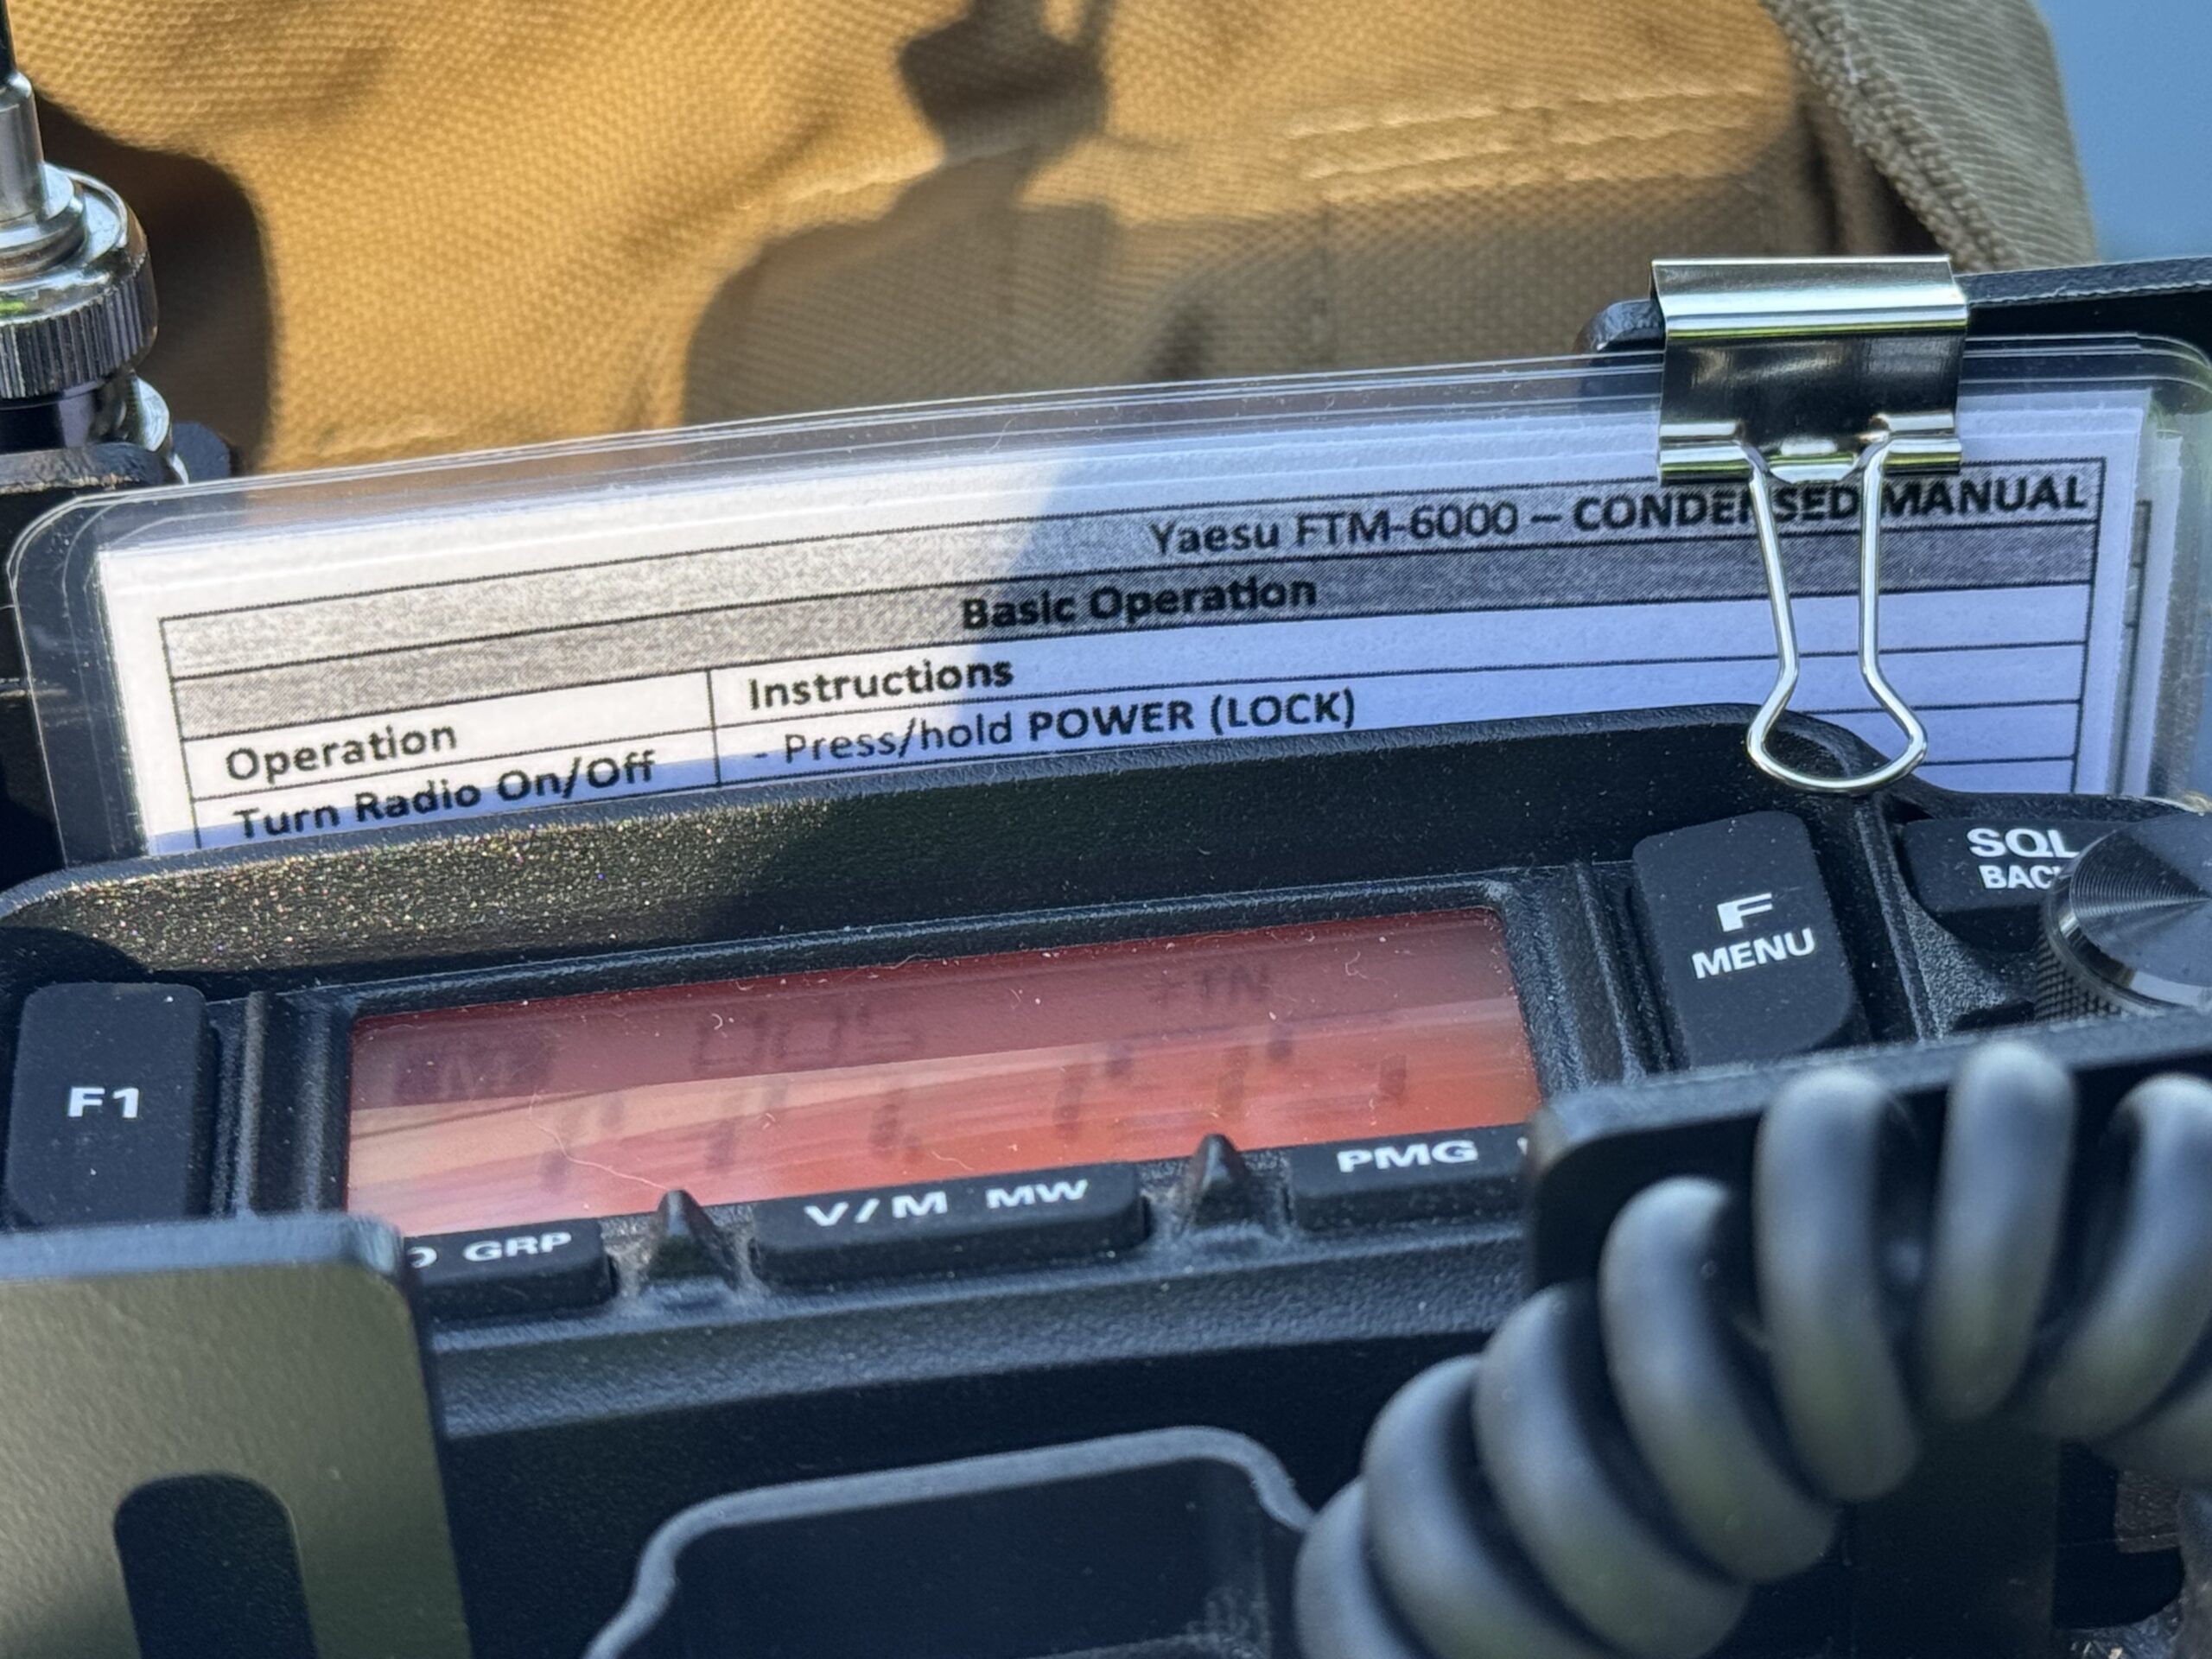 Yaesu FTM-6000 – CONDENSED MANUAL
Basic Operation
Operation
Instructions
Turn Radio On/Off
- Press/hold POWER (LOCK)
F
MENU
SQL
F1
005
PMG
V/M MW
GRP